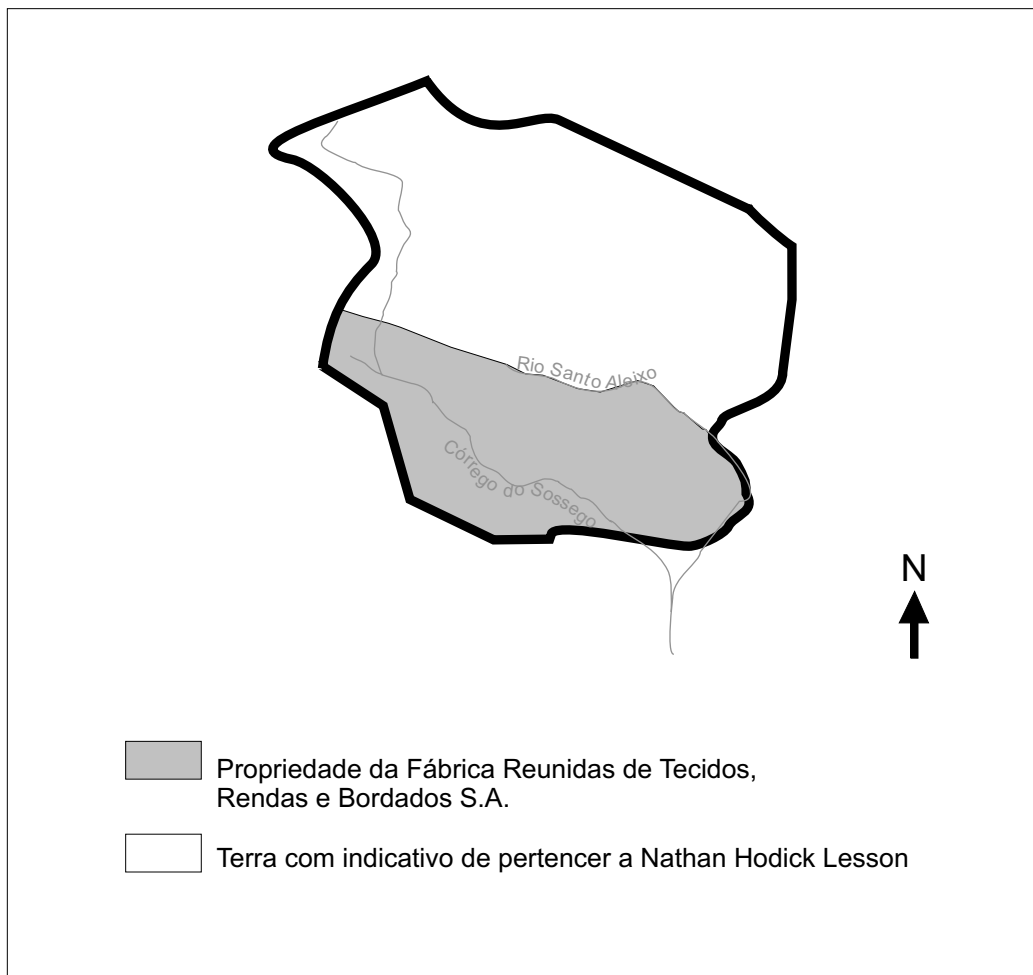 Rio Santo Aleixo
Córrego do Sossego
N
Propriedade da Fábrica Reunidas de Tecidos,
Rendas e Bordados S.A.
Terra com indicativo de pertencer a Nathan Hodick Lesson